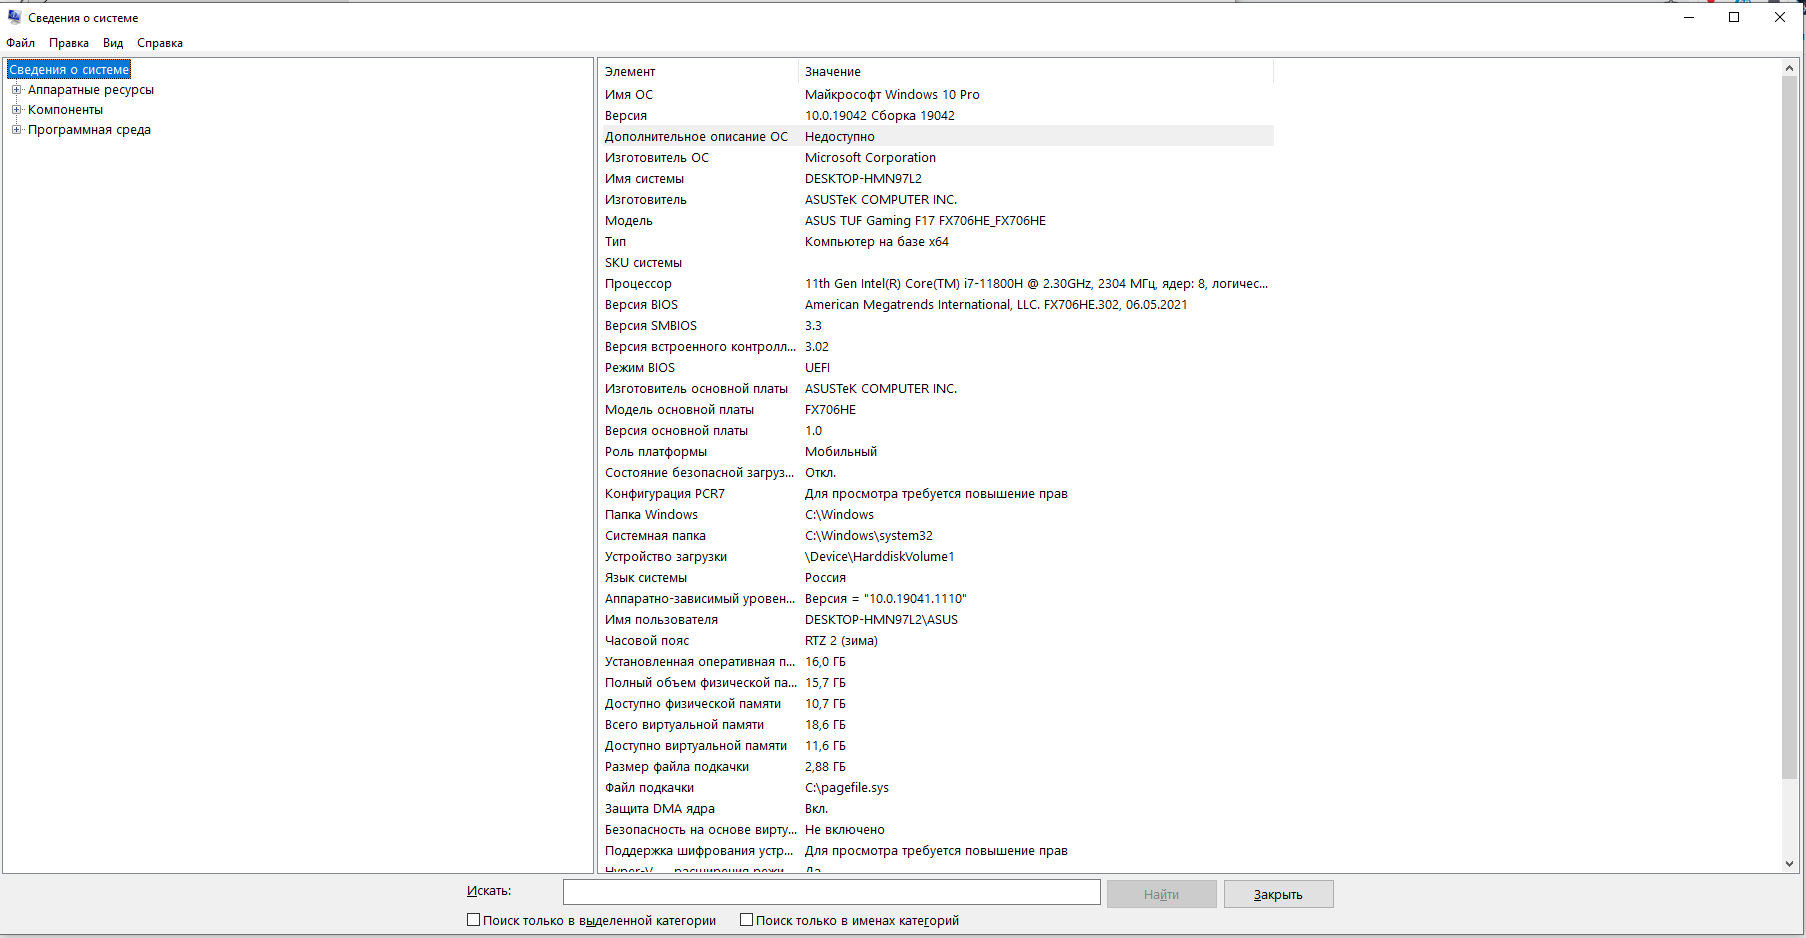 Сведения о системе
Файл Правка Вид Справка
Сведения о системе
Аппаратные ресурсы
Компоненты
Программная среда
Элемент Значение
Имя ОС Майкрософт Windows 10 Pro
Версия 10.0.19042 Сборка 19042
Дополнительное описание ОС Недоступно
Изготовитель ОС Microsoft Corporation
Имя системы DESKTOP-HMN97L2
Изготовитель ASUSTeK COMPUTER INC.
Модель ASUS TUF Gaming F17 FX706HE_FX706HE
Тип Компьютер на базе x64
SKU системы
Процессор 11th Gen Intel(R) Core(TM) i7-11800H @ 2.30GHz, 2304 МГц, ядер: 8, логичес...
Версия BIOS American Megatrends International, LLC. FX706HE.302, 06.05.2021
Версия SMBIOS 3.3
Версия встроенного контролл... 3.02
Режим BIOS UEFI
Изготовитель основной платы ASUSTeK COMPUTER INC.
Модель основной платы FX706HE
Версия основной платы 1.0
Роль платформы Мобильный
Состояние безопасной загруз... Откл.
Конфигурация PCR7 Для просмотра требуется повышение прав
Папка Windows C:\Windows
Системная папка C:\Windows\system32
Устройство загрузки \Device\HarddiskVolume1
Язык системы Россия
Аппаратно-зависимый уровен... Версия = "10.0.19041.1110"
Имя пользователя DESKTOP-HMN97L2\ASUS
Часовой пояс RTZ 2 (зима)
Установленная оперативная п... 16,0 ГБ
Полный объем физической па... 15,7 ГБ
Доступно физической памяти 10,7 ГБ
Всего виртуальной памяти 18,6 ГБ
Доступно виртуальной памяти 11,6 ГБ
Размер файла подкачки 2,88 ГБ
Файл подкачки C:\pagefile.sys
Защита DMA ядра Вкл.
Безопасность на основе вирту... Не включено
Поддержка шифрования устр... Для просмотра требуется повышение прав
Hyper-V — расширения режи... Да
Искать: Найти Закрыть
Поиск только в выделенной категории Поиск только в именах категорий